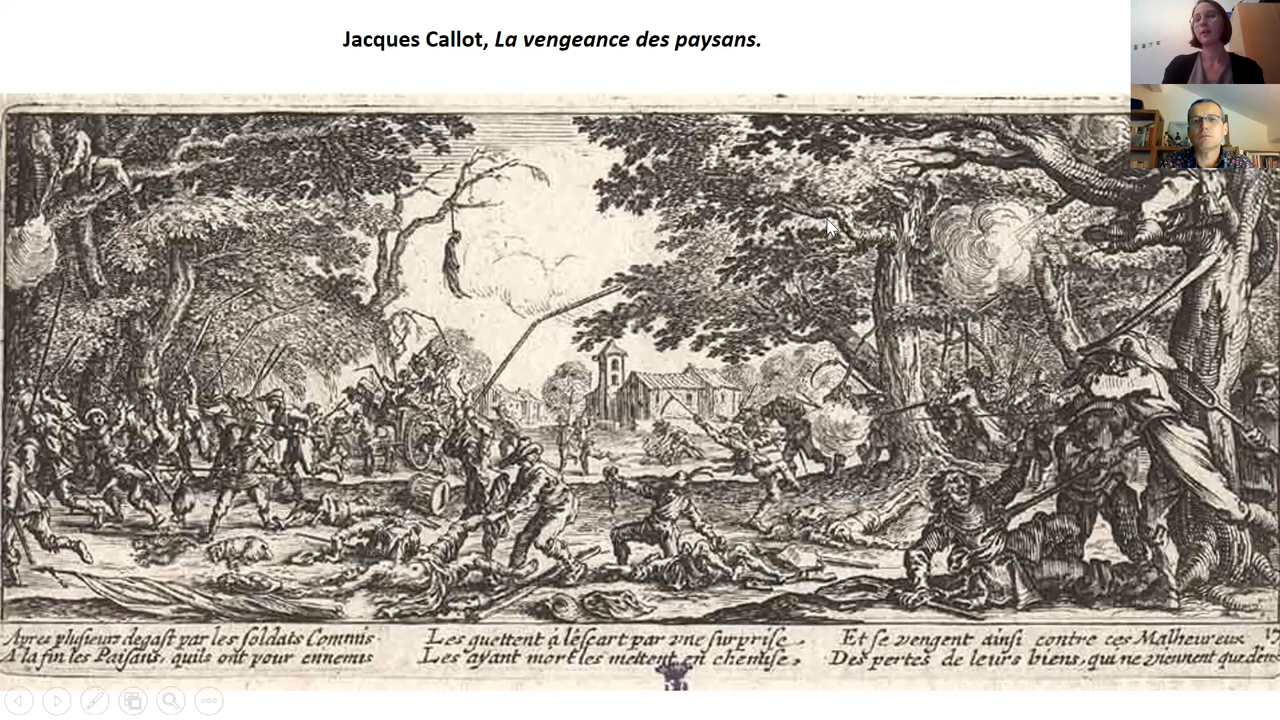 Jacques Callot, La vengeance des paysans.
Apres plusieurs degast par les soldats Commis
A la fin les Paisans, quils ont pour ennemis
Les guettent à léscart par vne surprise,
Les ayant mort les mettent en chemise,
Et se vengent ainsi contre ces Malheureux
Des pertes de leurs biens, qui ne viennent que